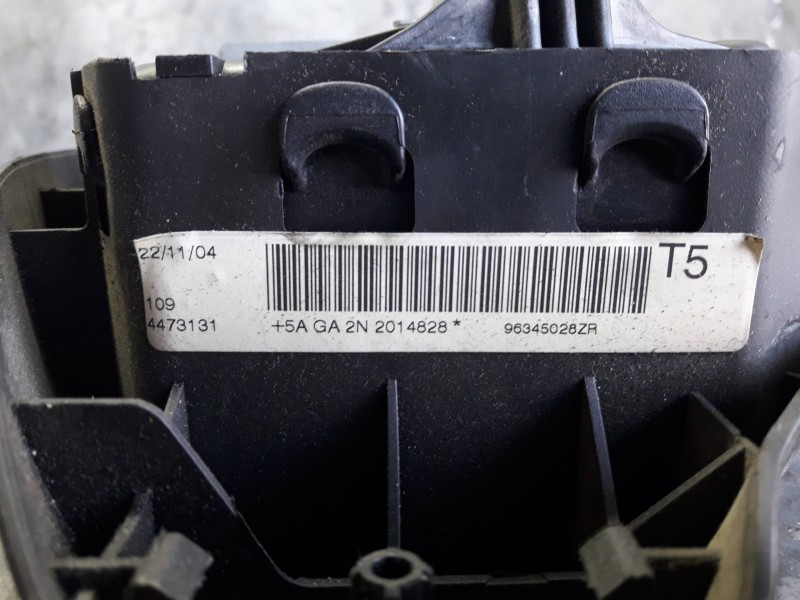 22/11/04
T5
109
4473131
+5A GA 2N 2014828*
96345028ZR